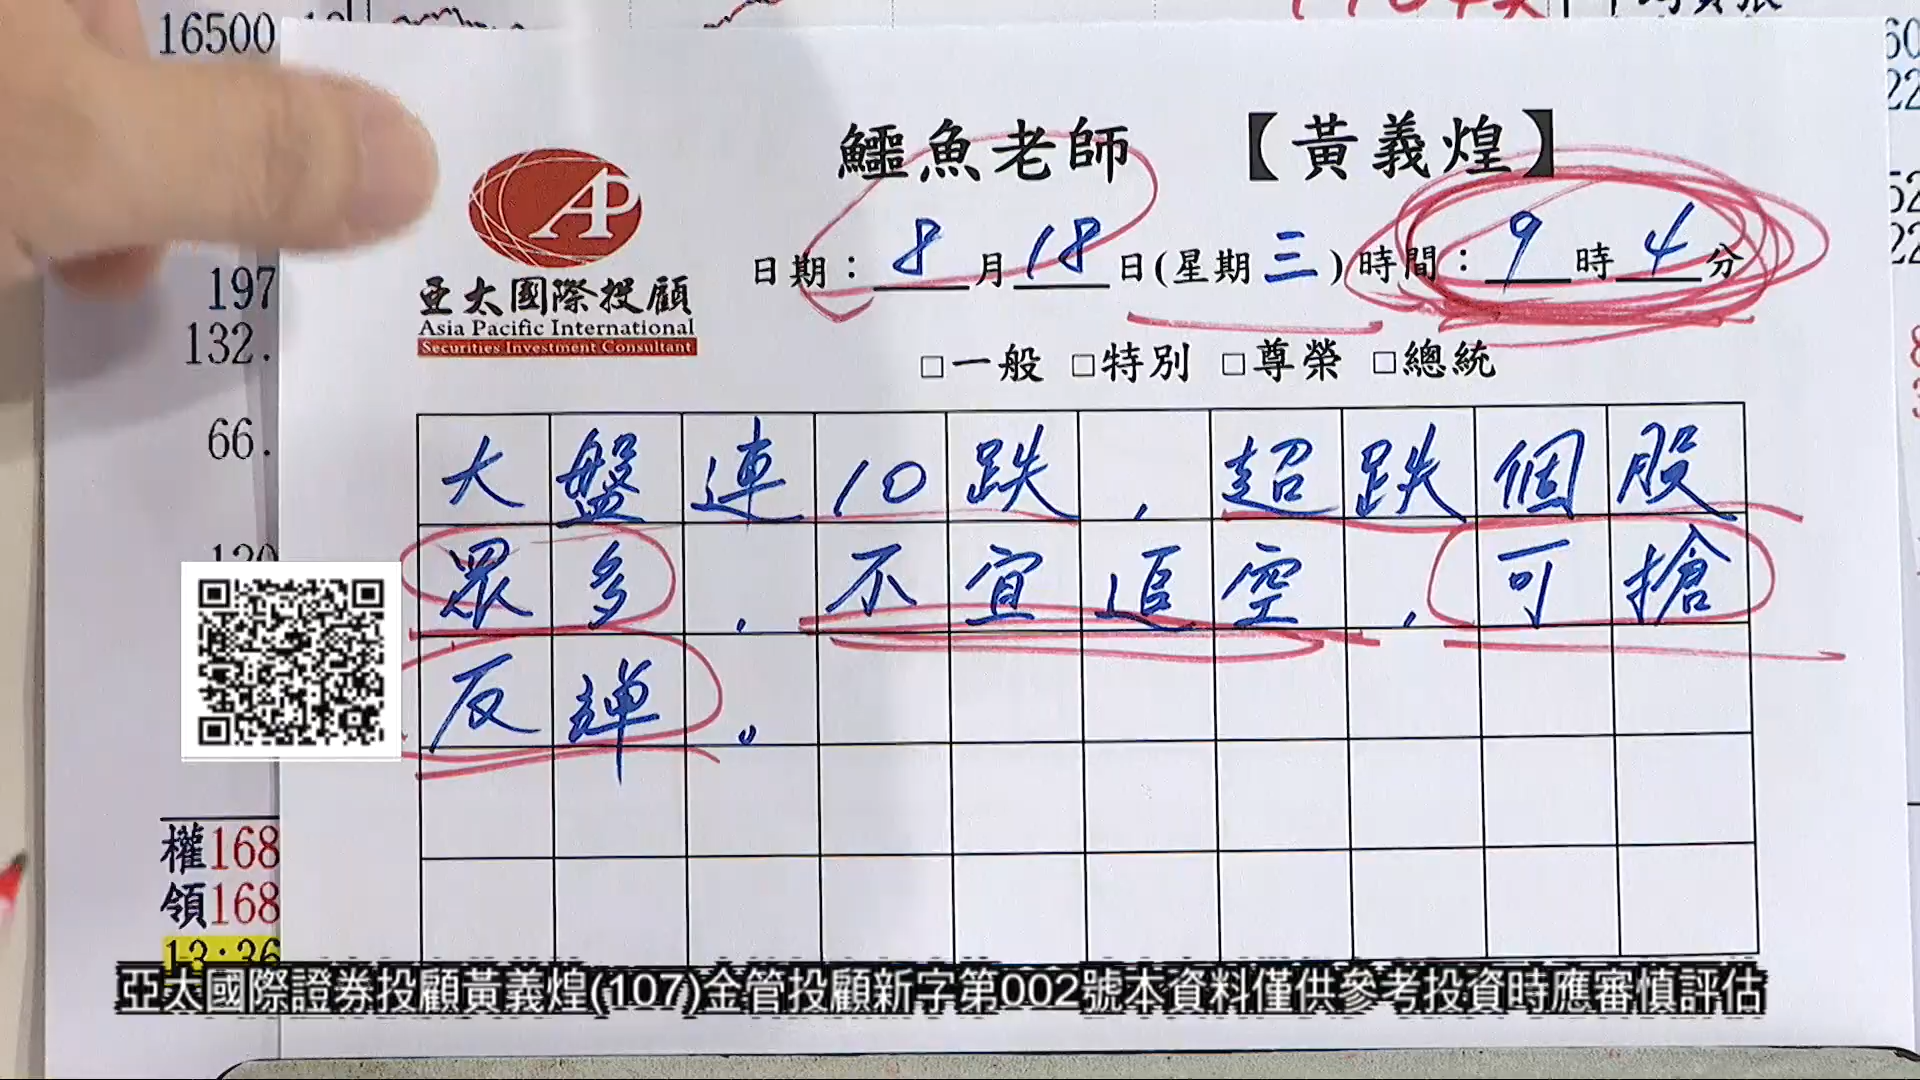 16500
鱷魚老師 【黃義煌】
亞太國際投顧
Asia Pacific International
Securities Investment Consultant
日期：8月18日(星期三)時間：9時4分
□一般 □特別 □尊榮 □總統
197
132.
66.
大盤連10跌，超跌個股
眾多，不宜追空，可搶
反彈。
權168
領168
13:36
亞太國際證券投顧黃義煌(107)金管投顧新字第002號本資料僅供參考投資時應審慎評估